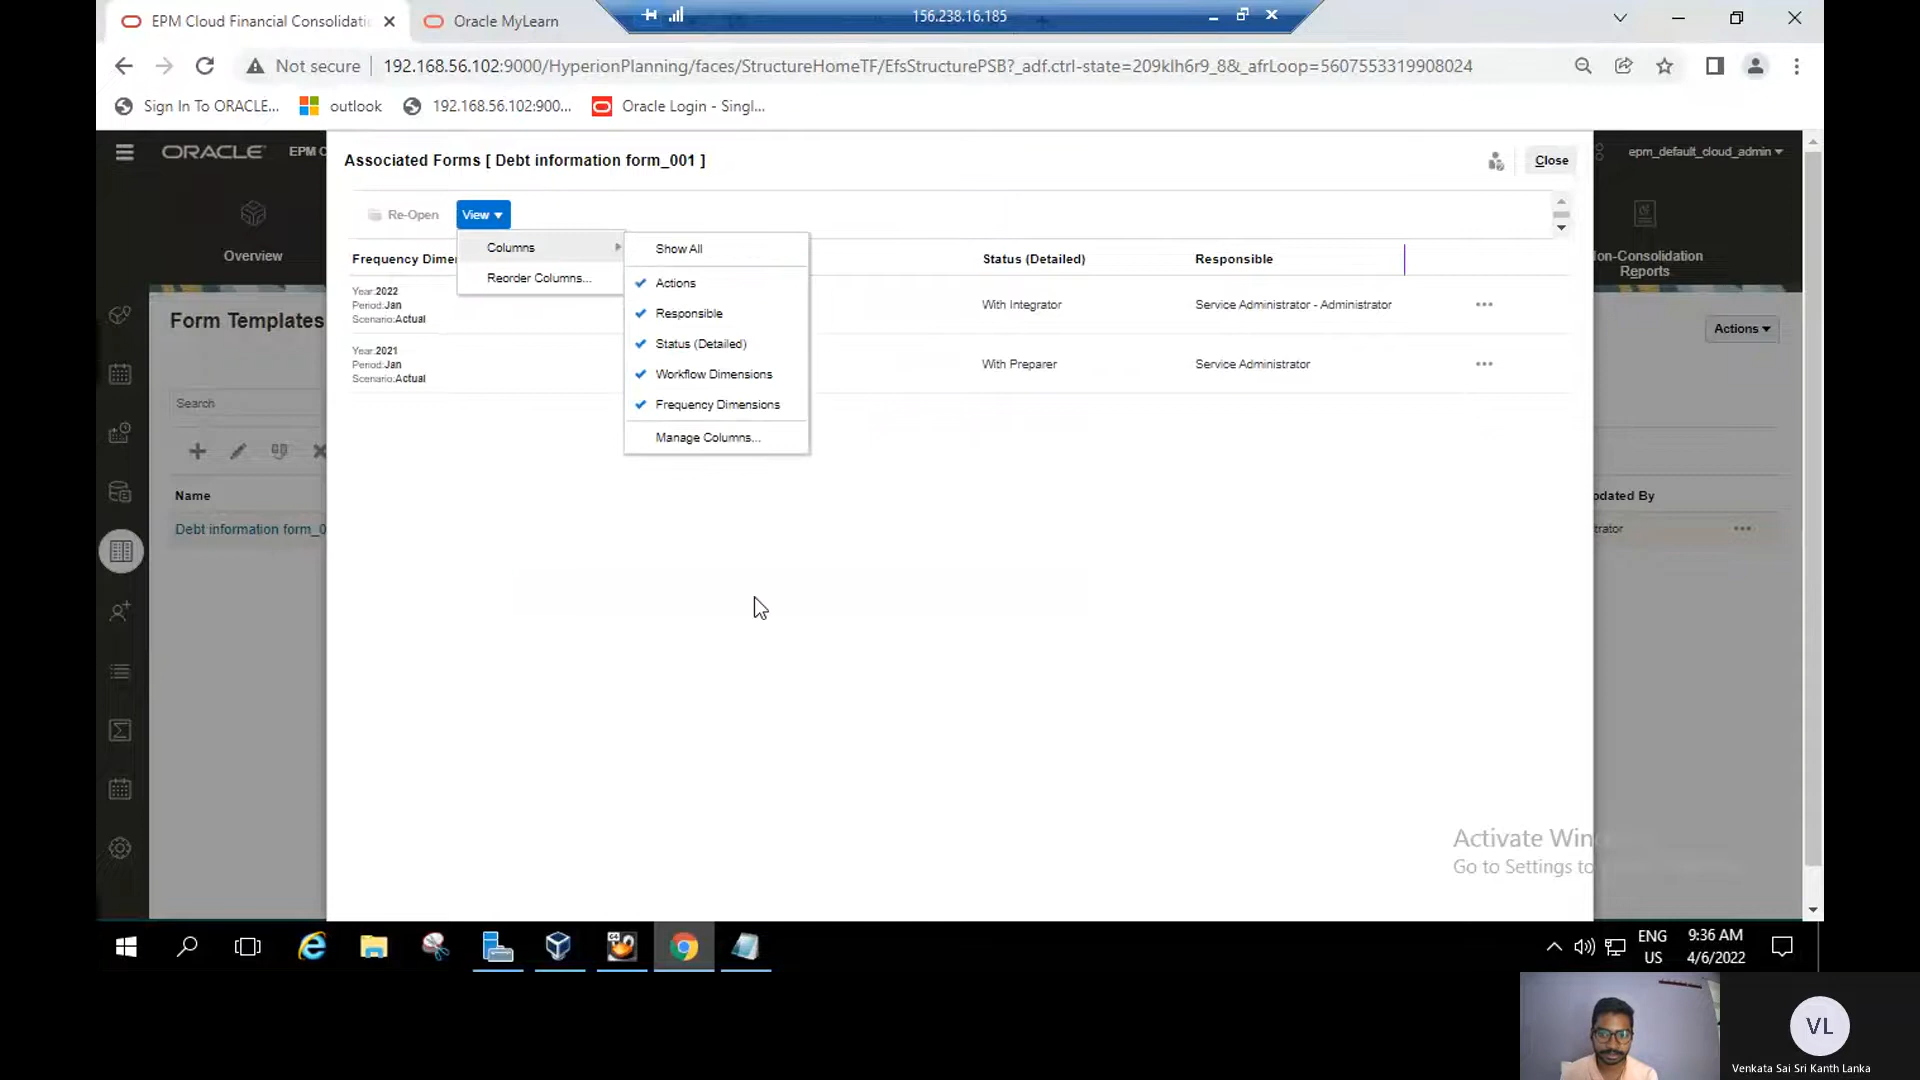 EPM Cloud Financial Consolidati
Oracle MyLearn
156.238.16.185
Not secure
192.168.56.102:9000/HyperionPlanning/faces/StructureHomeTF/EfsStructurePSB?_adf.ctrl-state=209klh6r9_8&_afrLoop=5607553319908024
Sign In To ORACLE...
outlook
192.168.56.102:900...
Oracle Login - Singl...
ORACLE
EPM C
Associated Forms [ Debt information form_001 ]
Close
epm_default_cloud_admin
Re-Open
View
Overview
on-Consolidation
Reports
Columns
Reorder Columns...
Show All
Actions
Responsible
Status (Detailed)
Workflow Dimensions
Frequency Dimensions
Manage Columns...
Frequency Dimen
Status (Detailed)
Responsible
Year:2022
Period:Jan
Scenario:Actual
With Integrator
Service Administrator - Administrator
Year:2021
Period:Jan
Scenario:Actual
With Preparer
Service Administrator
Form Templates
Actions
Search
Name
pdated By
Debt information form_0
trator
Activate Win
Go to Settings to
ENG
US
9:36 AM
4/6/2022
VL
Venkata Sai Sri Kanth Lanka